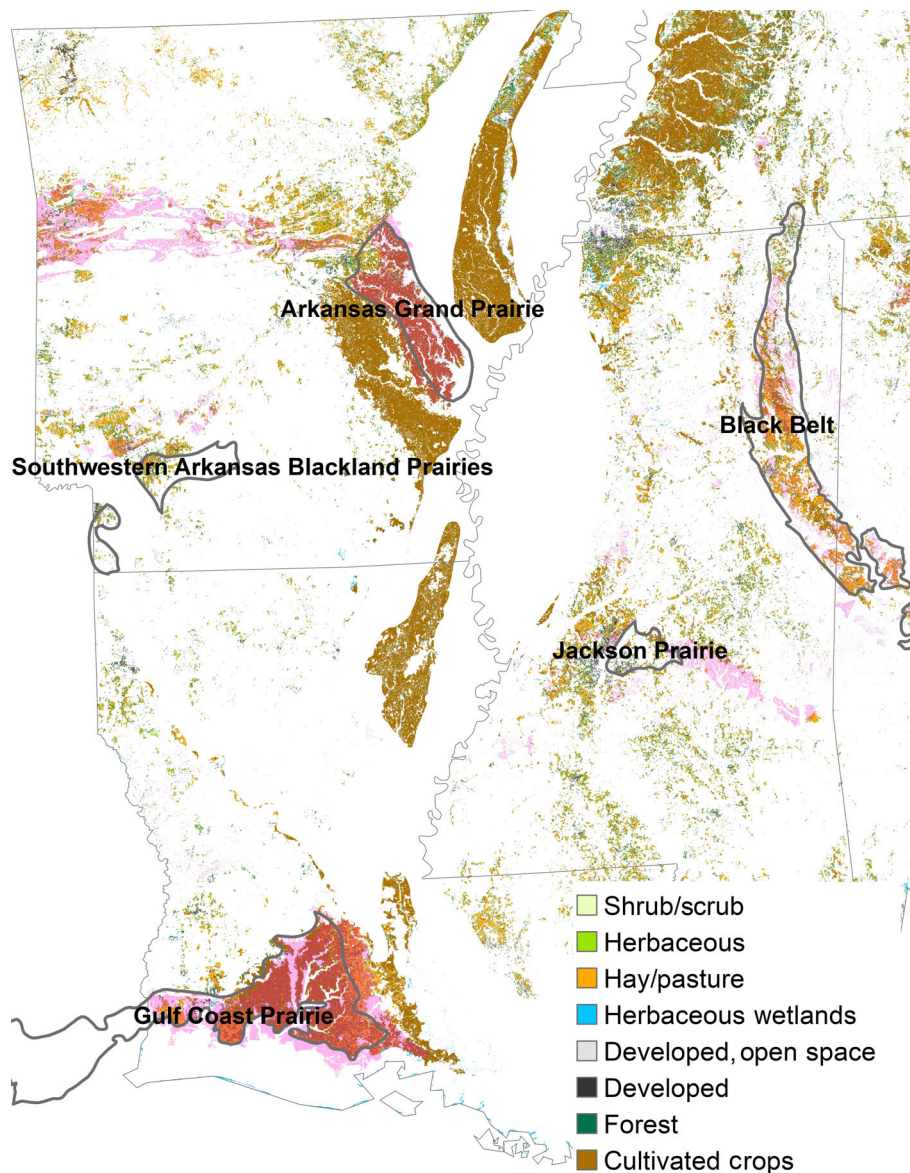 Arkansas Grand Prairie
Black Belt
Southwestern Arkansas Blackland Prairies
Jackson Prairie
Gulf Coast Prairie
Shrub/scrub
Herbaceous
Hay/pasture
Herbaceous wetlands
Developed, open space
Developed
Forest
Cultivated crops